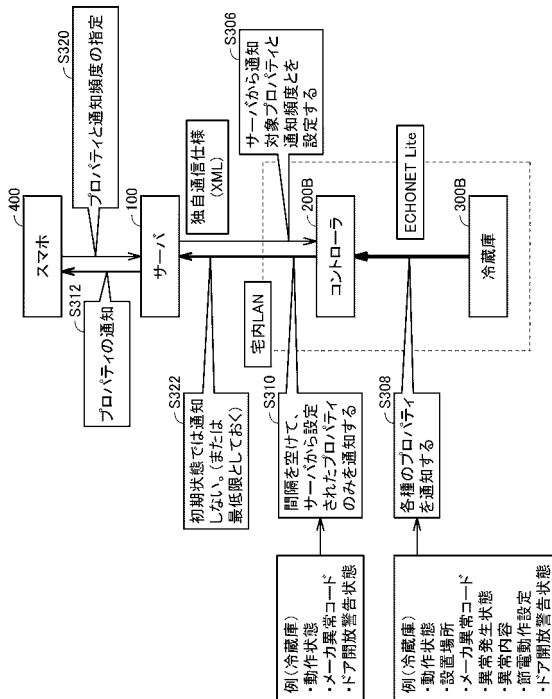 スマホ
400
S320
プロパティと通知頻度の指定
S312
プロパティの通知
サーバ
100
独自通信仕様
(XML)
S306
サーバから通知
対象プロパティと
通知頻度とを
設定する
S322
初期状態では通知
しない。(または
最低限としておく)
宅内LAN
コントローラ
200B
ECHONET Lite
S310
間隔を空けて、
サーバから設定
されたプロパティ
のみを通知する
例(冷蔵庫)
・動作状態
・メーカ異常コード
・ドア開放警告状態
冷蔵庫
300B
S308
各種のプロパティ
を通知する
例(冷蔵庫)
・動作状態
・設置場所
・メーカ異常コード
・異常発生状態
・異常内容
・節電動作設定
・ドア開放警告状態